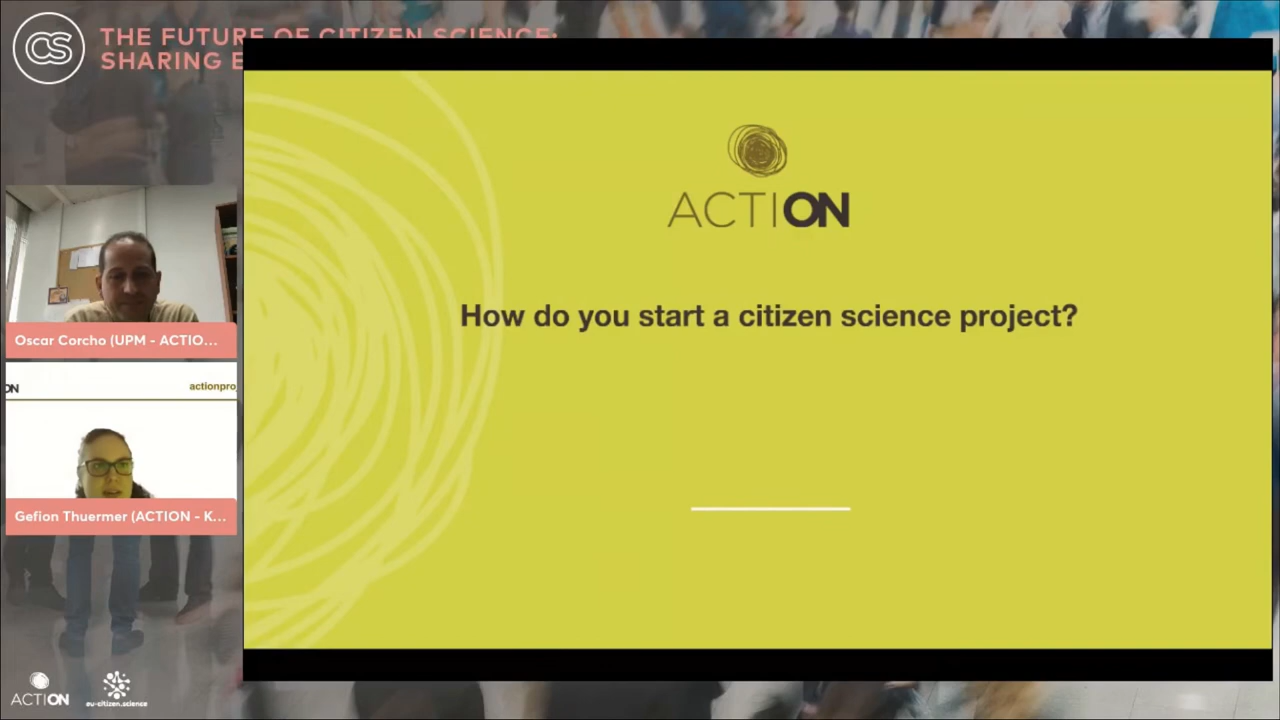 CS
THE FUTURE OF CITIZEN SCIENCE:
SHARING E
ACTION
How do you start a citizen science project?
Oscar Corcho (UPM - ACTIO...
ON
actionpro
Gefion Thuermer (ACTION - K...
ACTION
eu-citizen.science